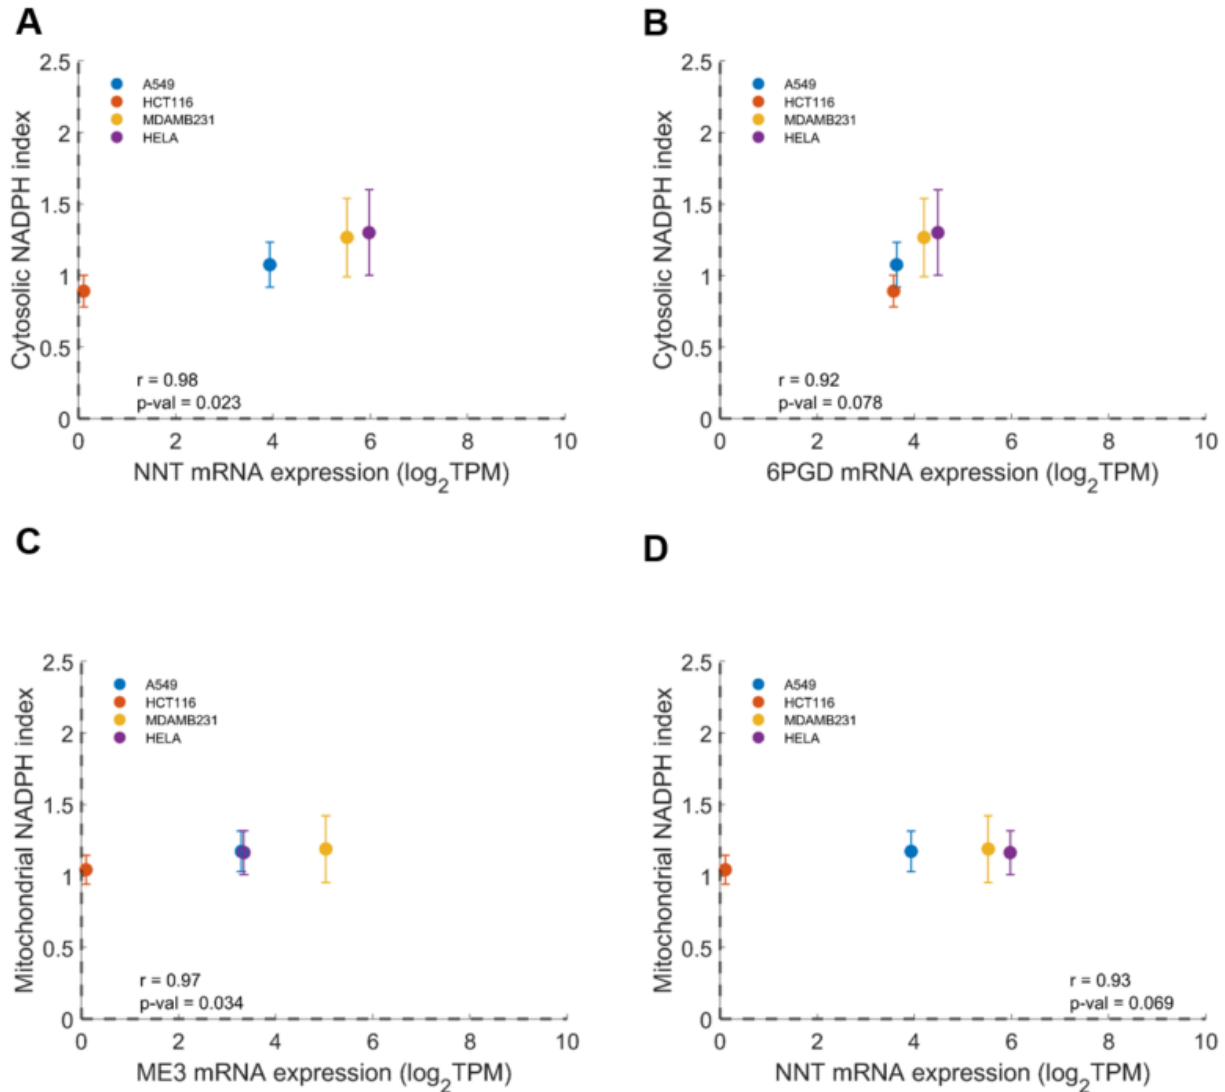 A
2.5
2
1.5
1
0.5
0
A549
HCT116
MDAMB231
HELA
r = 0.98
p-val = 0.023
0 2 4 6 8 10
Cytosolic NADPH index
NNT mRNA expression (log2TPM)
B
2.5
2
1.5
1
0.5
0
A549
HCT116
MDAMB231
HELA
r = 0.92
p-val = 0.078
0 2 4 6 8 10
Cytosolic NADPH index
6PGD mRNA expression (log2TPM)
C
2.5
2
1.5
1
0.5
0
A549
HCT116
MDAMB231
HELA
r = 0.97
p-val = 0.034
0 2 4 6 8 10
Mitochondrial NADPH index
ME3 mRNA expression (log2TPM)
D
2.5
2
1.5
1
0.5
0
A549
HCT116
MDAMB231
HELA
r = 0.93
p-val = 0.069
0 2 4 6 8 10
Mitochondrial NADPH index
NNT mRNA expression (log2TPM)